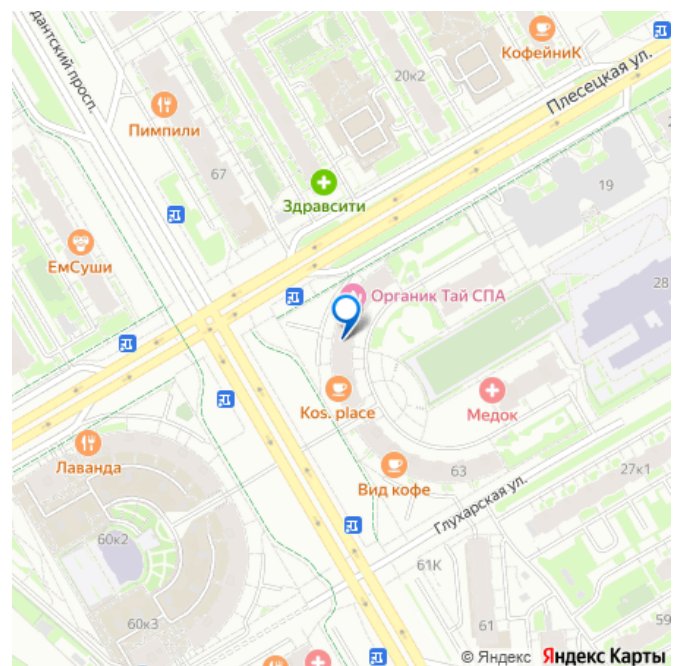 дантский просп.
КофейниК
20к2
Плесецкая ул.
Пимпили
67
Здравсити
19
ЕмСуши
28
Органик Тай СПА
Kos. place
Медок
Лаванда
Вид кофе
63
27к1
Глухарская ул.
60к2
61К
60к3
61
59
© Яндекс Яндекс Карты